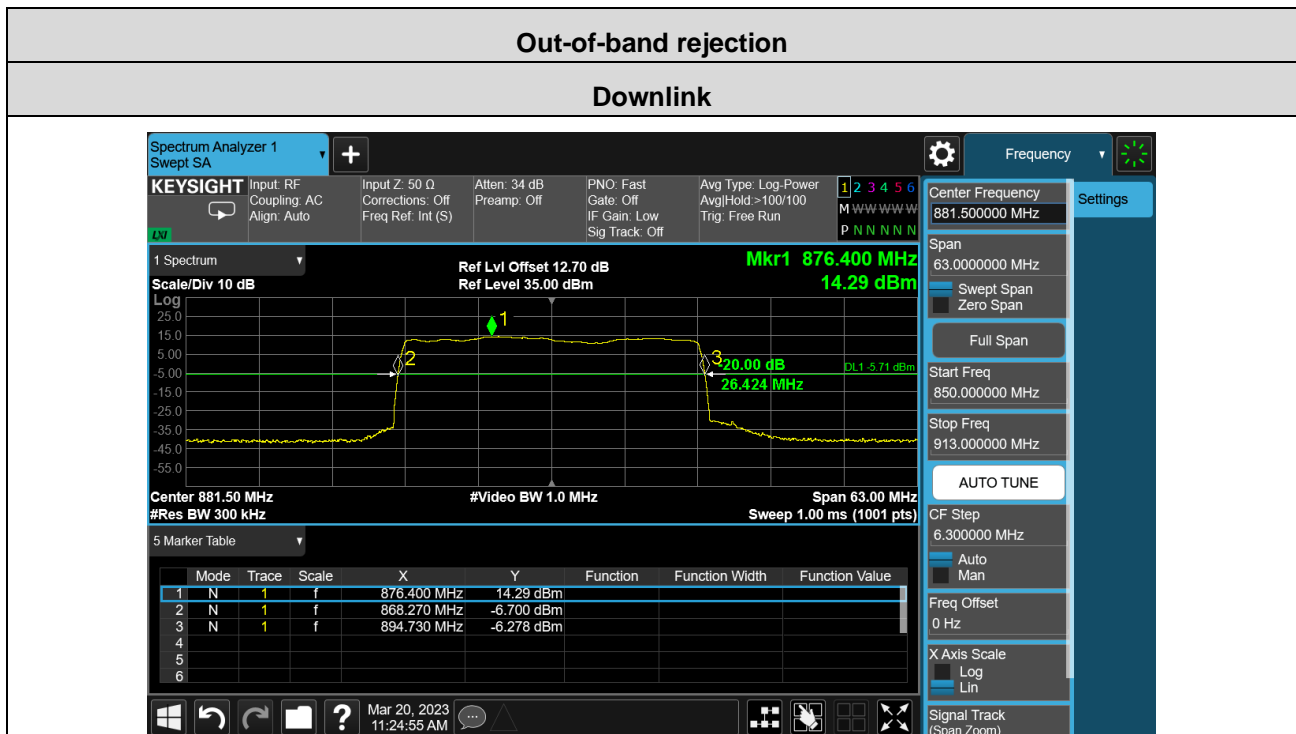 Out-of-band rejection
Downlink
Spectrum Analyzer 1
Swept SA
Frequency
KEYSIGHT
LXI
Input: RF
Coupling: AC
Align: Auto
Input Z: 50 Ω
Corrections: Off
Freq Ref: Int (S)
Atten: 34 dB
Preamp: Off
PNO: Fast
Gate: Off
IF Gain: Low
Sig Track: Off
Avg Type: Log-Power
Avg|Hold:>100/100
Trig: Free Run
1 2 3 4 5 6
M W W W W W
P N N N N N
Center Frequency
881.500000 MHz
Settings
Span
63.0000000 MHz
Swept Span
Zero Span
Full Span
Start Freq
850.000000 MHz
Stop Freq
913.000000 MHz
AUTO TUNE
CF Step
6.300000 MHz
Auto
Man
Freq Offset
0 Hz
X Axis Scale
Log
Lin
Signal Track
(Span Zoom)
1 Spectrum
Scale/Div 10 dB
Ref Lvl Offset 12.70 dB
Ref Level 35.00 dBm
Mkr1 876.400 MHz
14.29 dBm
Log
25.0
15.0
5.00
-5.00
-15.0
-25.0
-35.0
-45.0
-55.0
1
2
3
-20.00 dB
26.424 MHz
DL1 -5.71 dBm
Center 881.50 MHz
#Video BW 1.0 MHz
Span 63.00 MHz
#Res BW 300 kHz
Sweep 1.00 ms (1001 pts)
5 Marker Table
Mode Trace Scale X Y Function Function Width Function Value
1 N 1 f 876.400 MHz 14.29 dBm
2 N 1 f 868.270 MHz -6.700 dBm
3 N 1 f 894.730 MHz -6.278 dBm
4
5
6
?
Mar 20, 2023
11:24:55 AM